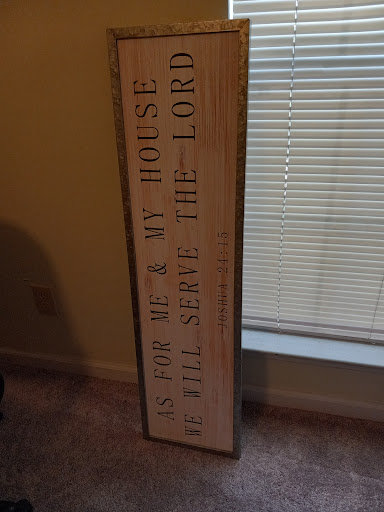 AS FOR ME & MY HOUSE
WE WILL SERVE THE LORD
JOSHUA 24:15